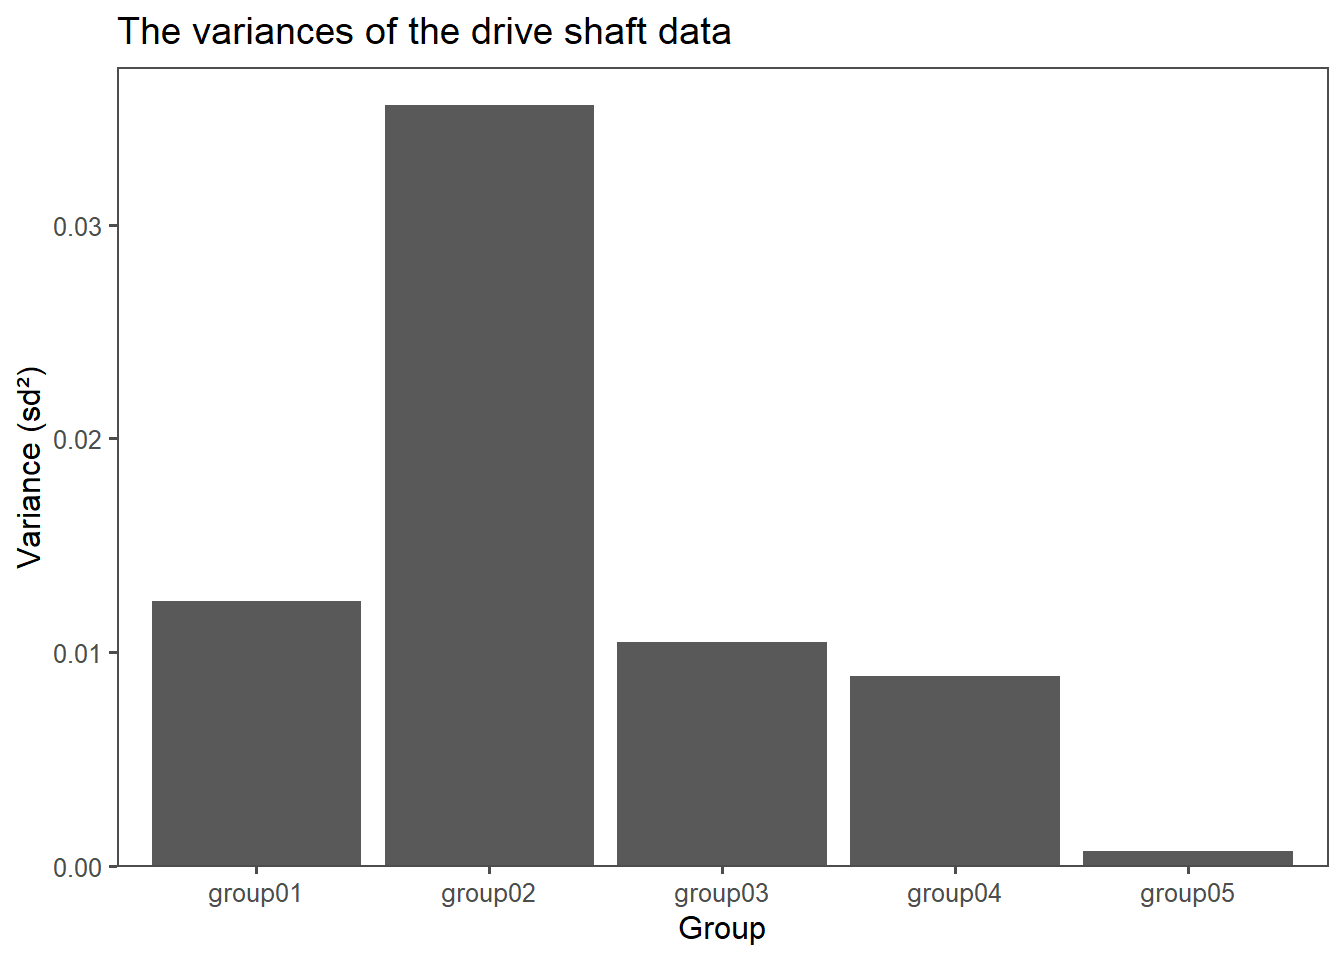 The variances of the drive shaft data
Variance (sd²)
0.03
0.02
0.01
0.00
group01 group02 group03 group04 group05
Group